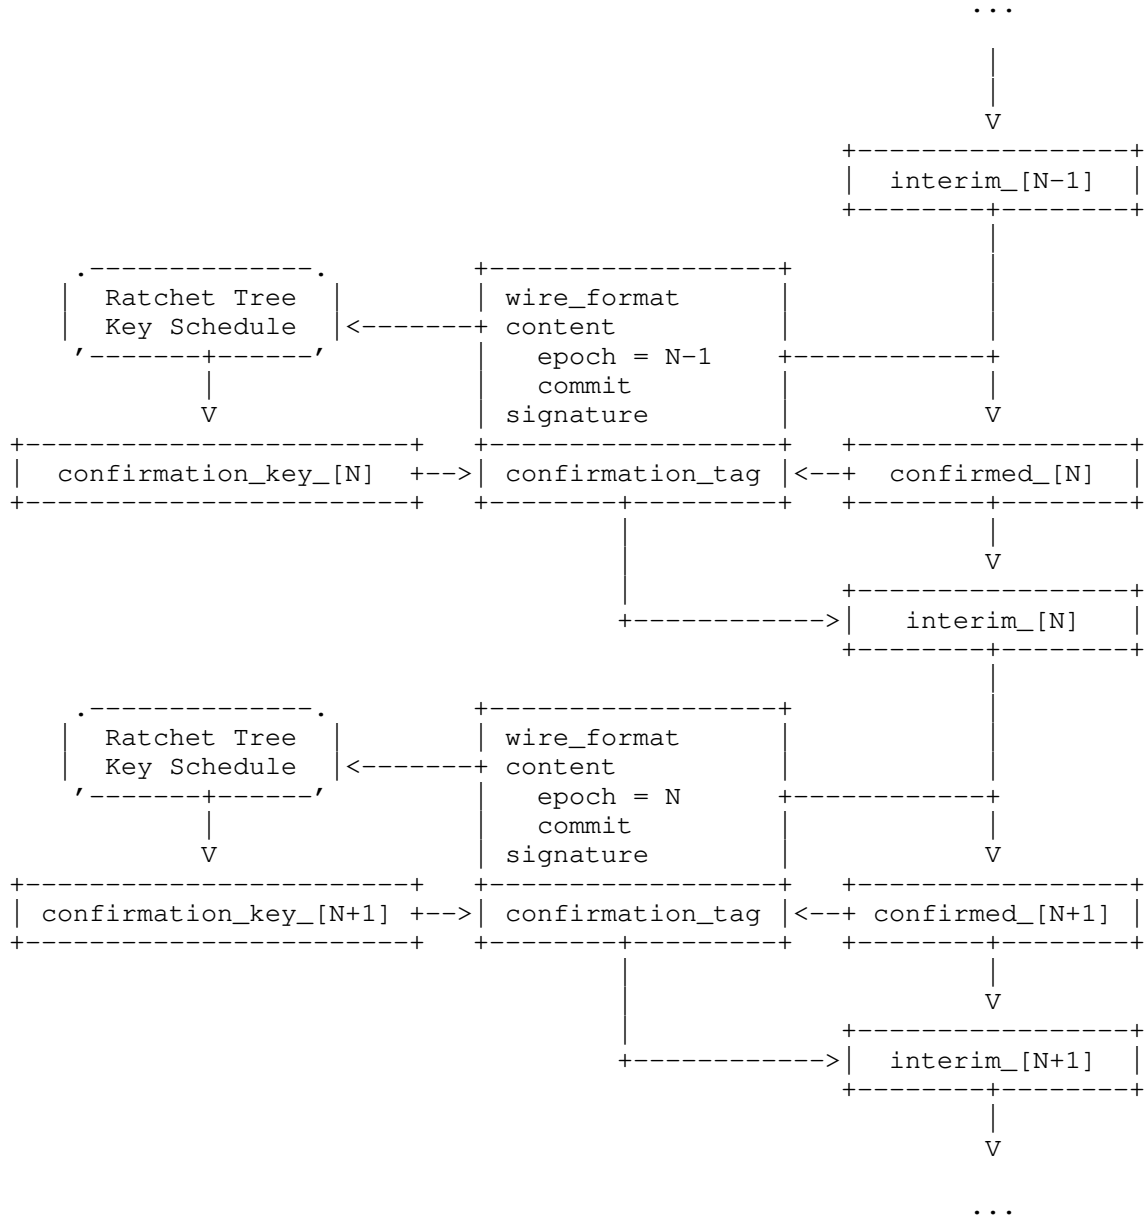 ...
interim_[N-1]
Ratchet Tree wire_format
Key Schedule content
epoch = N-1
commit
signature
confirmation_key_[N] confirmation_tag confirmed_[N]
interim_[N]
Ratchet Tree wire_format
Key Schedule content
epoch = N
commit
signature
confirmation_key_[N+1] confirmation_tag confirmed_[N+1]
interim_[N+1]
...